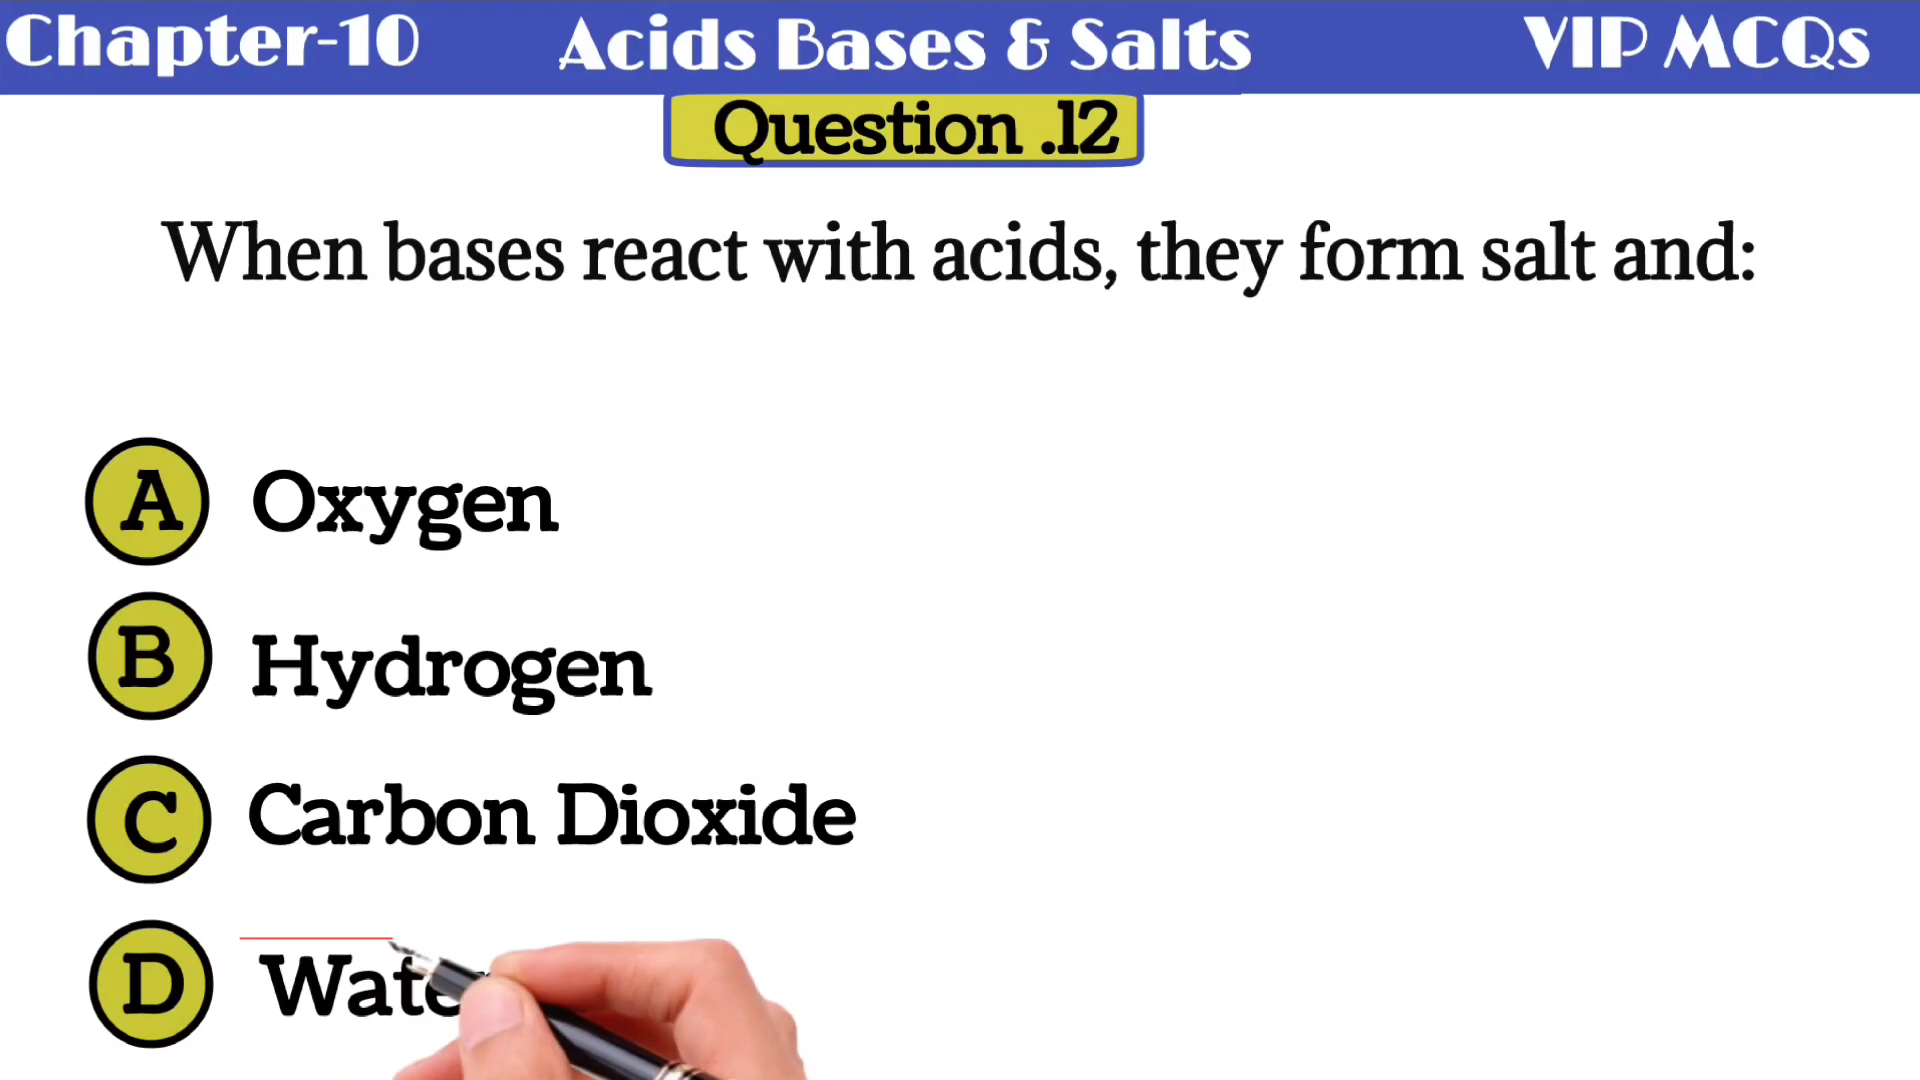 Chapter-10 Acids Bases & Salts VIP MCQs
Question .12
When bases react with acids, they form salt and:
A Oxygen
B Hydrogen
C Carbon Dioxide
D Wate